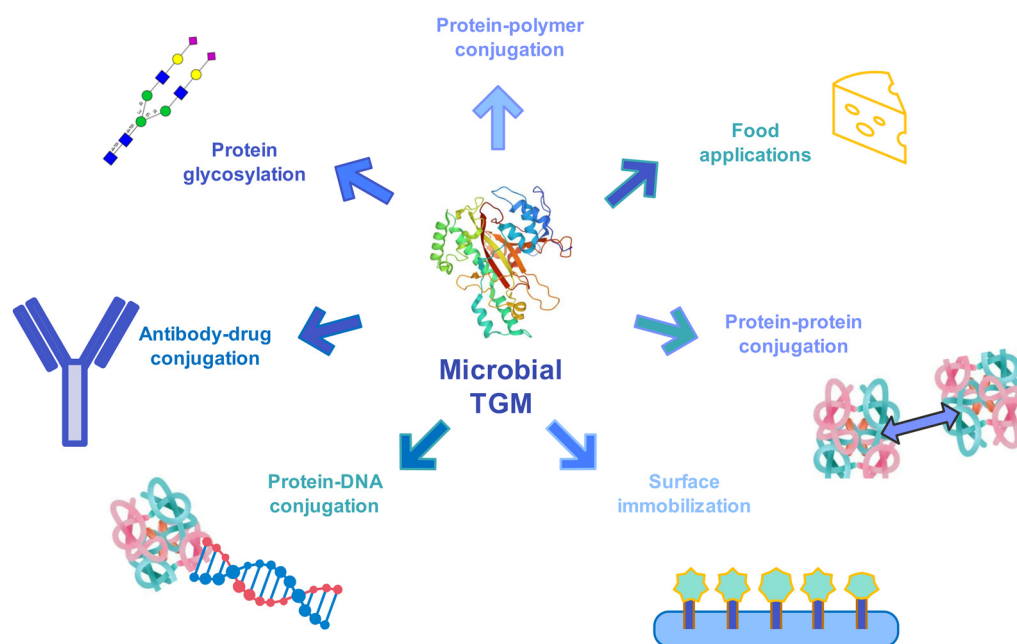 Protein-polymer
conjugation
Food
applications
Protein
glycosylation
Protein-protein
conjugation
Antibody-drug
conjugation
Microbial
TGM
Protein-DNA
conjugation
Surface
immobilization